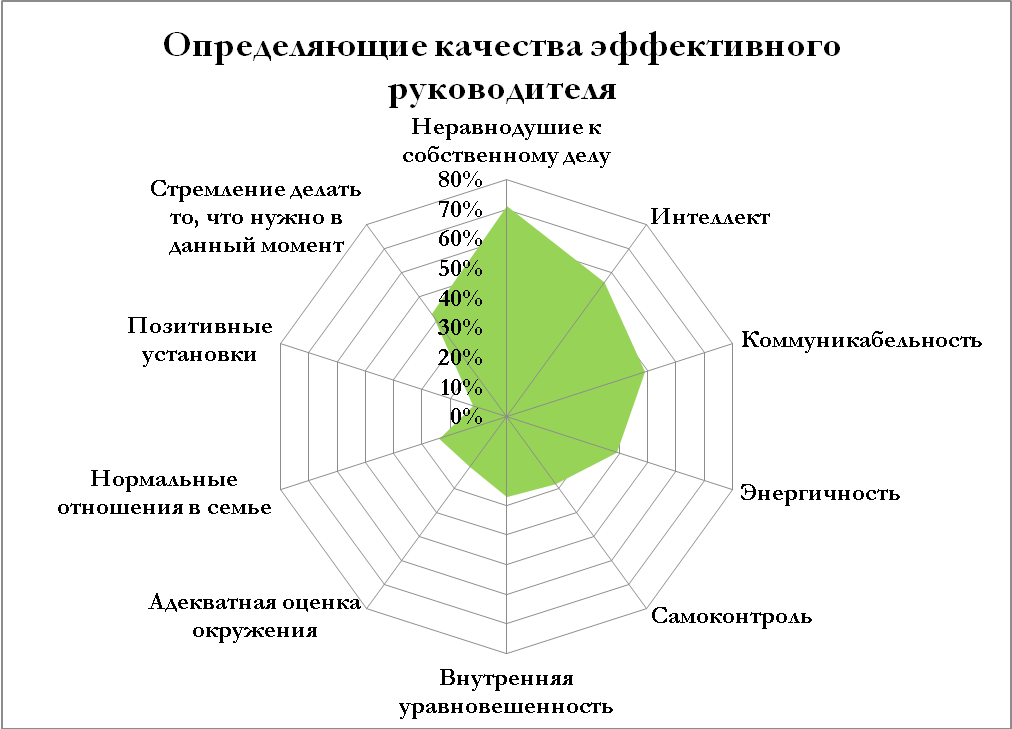 Определяющие качества эффективного
руководителя
Неравнодушие к
собственному делу
80%
70%
60%
50%
40%
30%
20%
10%
0%
Интеллект
Коммуникабельность
Энергичность
Самоконтроль
Внутренняя
уравновешенность
Адекватная оценка
окружения
Нормальные
отношения в семье
Позитивные
установки
Стремление делать
то, что нужно в
данный момент